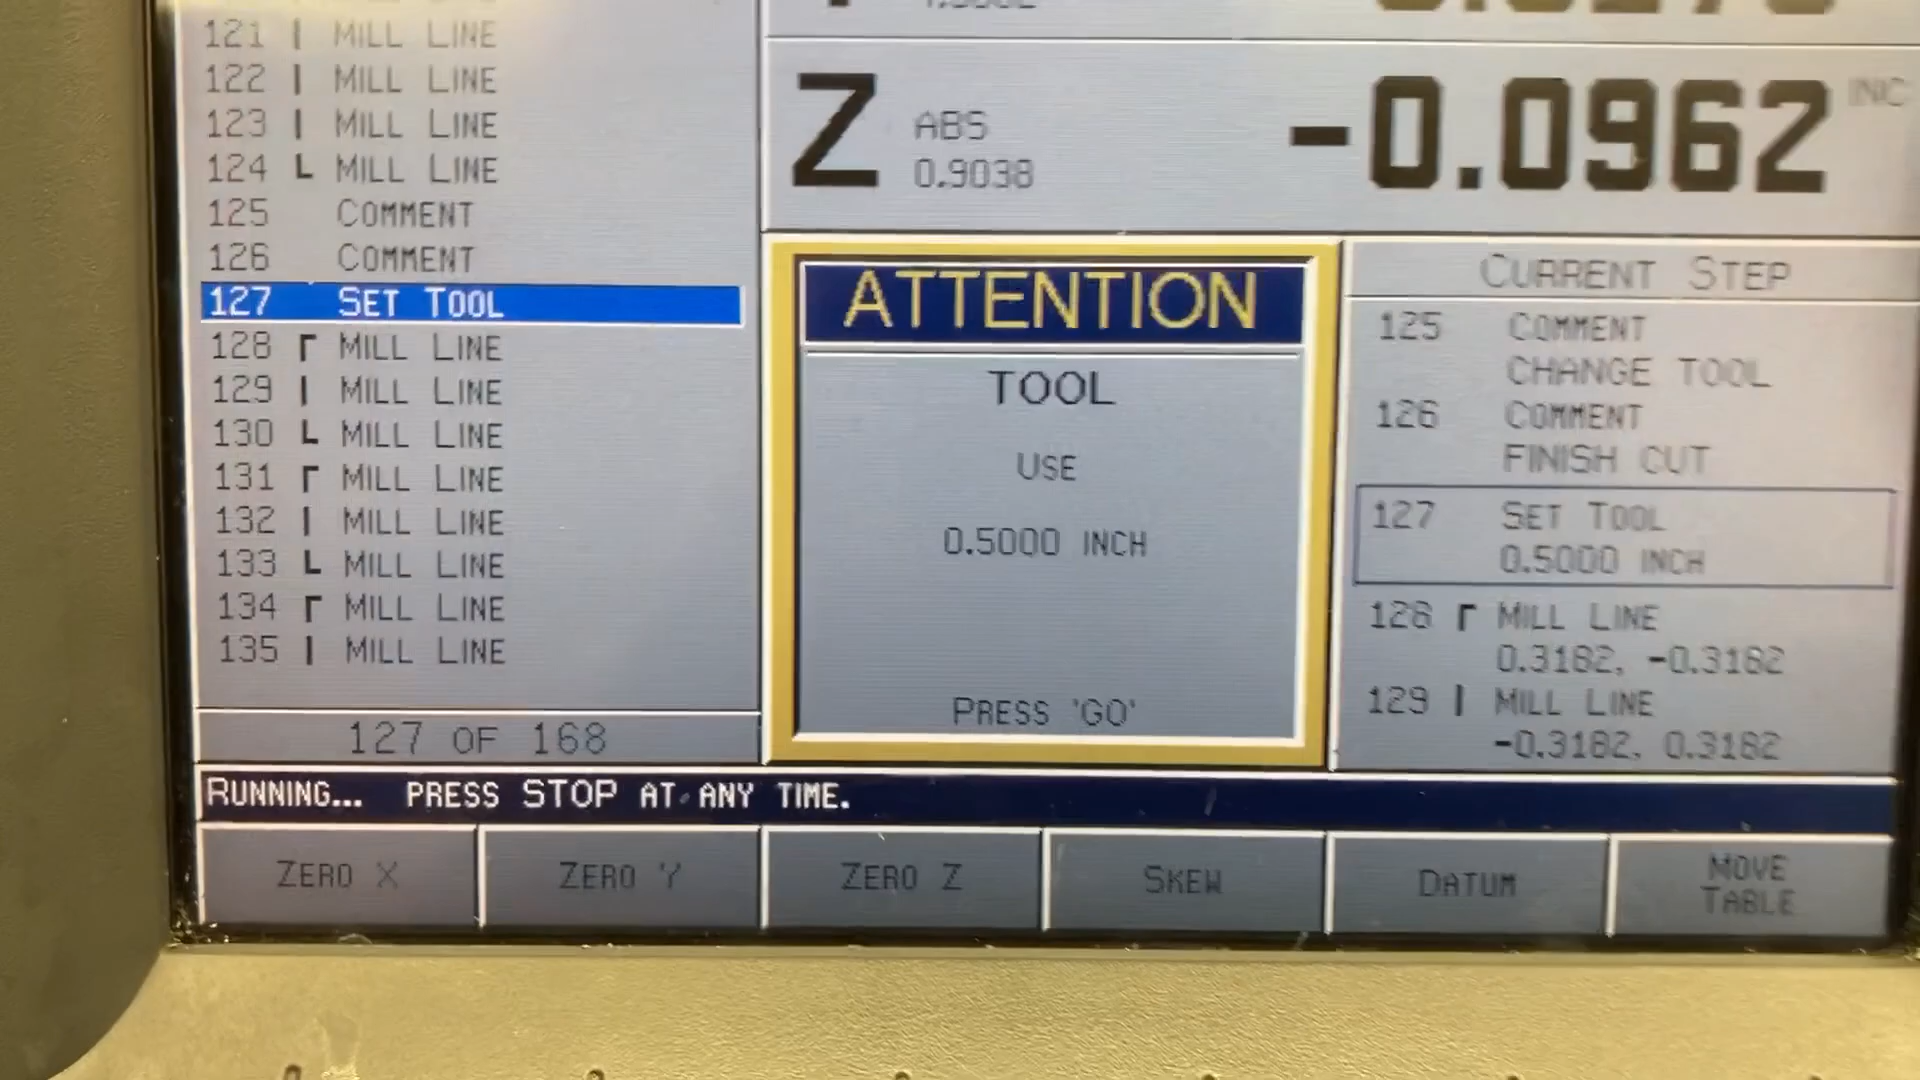 121 MILL LINE
122 MILL LINE
123 MILL LINE
124 MILL LINE
125 COMMENT
126 COMMENT
127 SET TOOL
128 MILL LINE
129 MILL LINE
130 MILL LINE
131 MILL LINE
132 MILL LINE
133 MILL LINE
134 MILL LINE
135 MILL LINE
127 OF 168
Z ABS -0.0962 INC
0.9038
ATTENTION
TOOL
USE
0.5000 INCH
PRESS 'GO'
CURRENT STEP
125 COMMENT
CHANGE TOOL
126 COMMENT
FINISH CUT
127 SET TOOL
0.5000 INCH
128 MILL LINE
0.3182, -0.3182
129 MILL LINE
-0.3182, 0.3182
RUNNING... PRESS STOP AT ANY TIME.
ZERO X
ZERO Y
ZERO Z
SKEW
DATUM
MOVE
TABLE